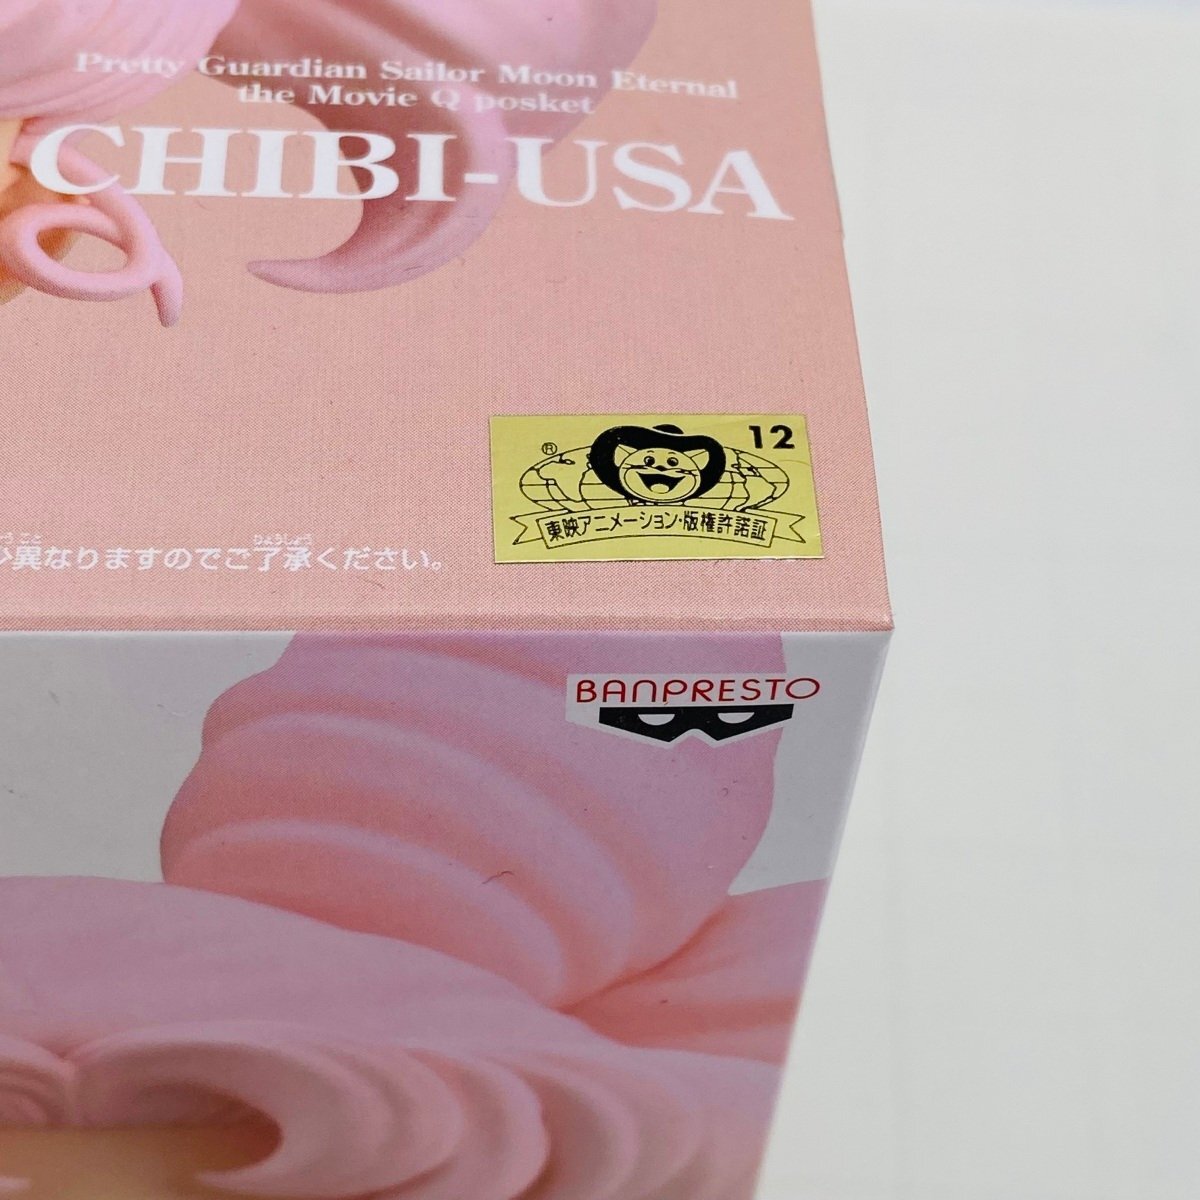 Pretty Guardian Sailor Moon Eternal
the Movie Q posket
CHIBI-USA
® 12
東映アニメーション・版権許諾証
異なりますのでご了承ください。
BANPRESTO